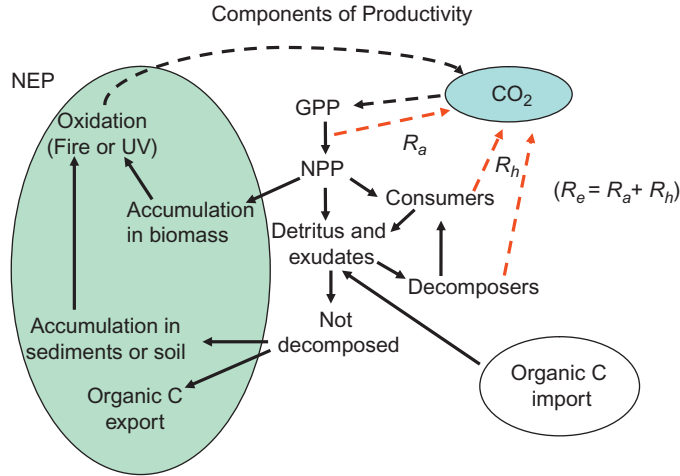 Components of Productivity
NEP
CO₂
Oxidation
(Fire or UV)
GPP
Rₐ
Rₕ
NPP
(Rₑ = Rₐ + Rₕ)
Consumers
Accumulation
in biomass
Detritus and
exudates
Decomposers
Accumulation in
sediments or soil
Not
decomposed
Organic C
import
Organic C
export